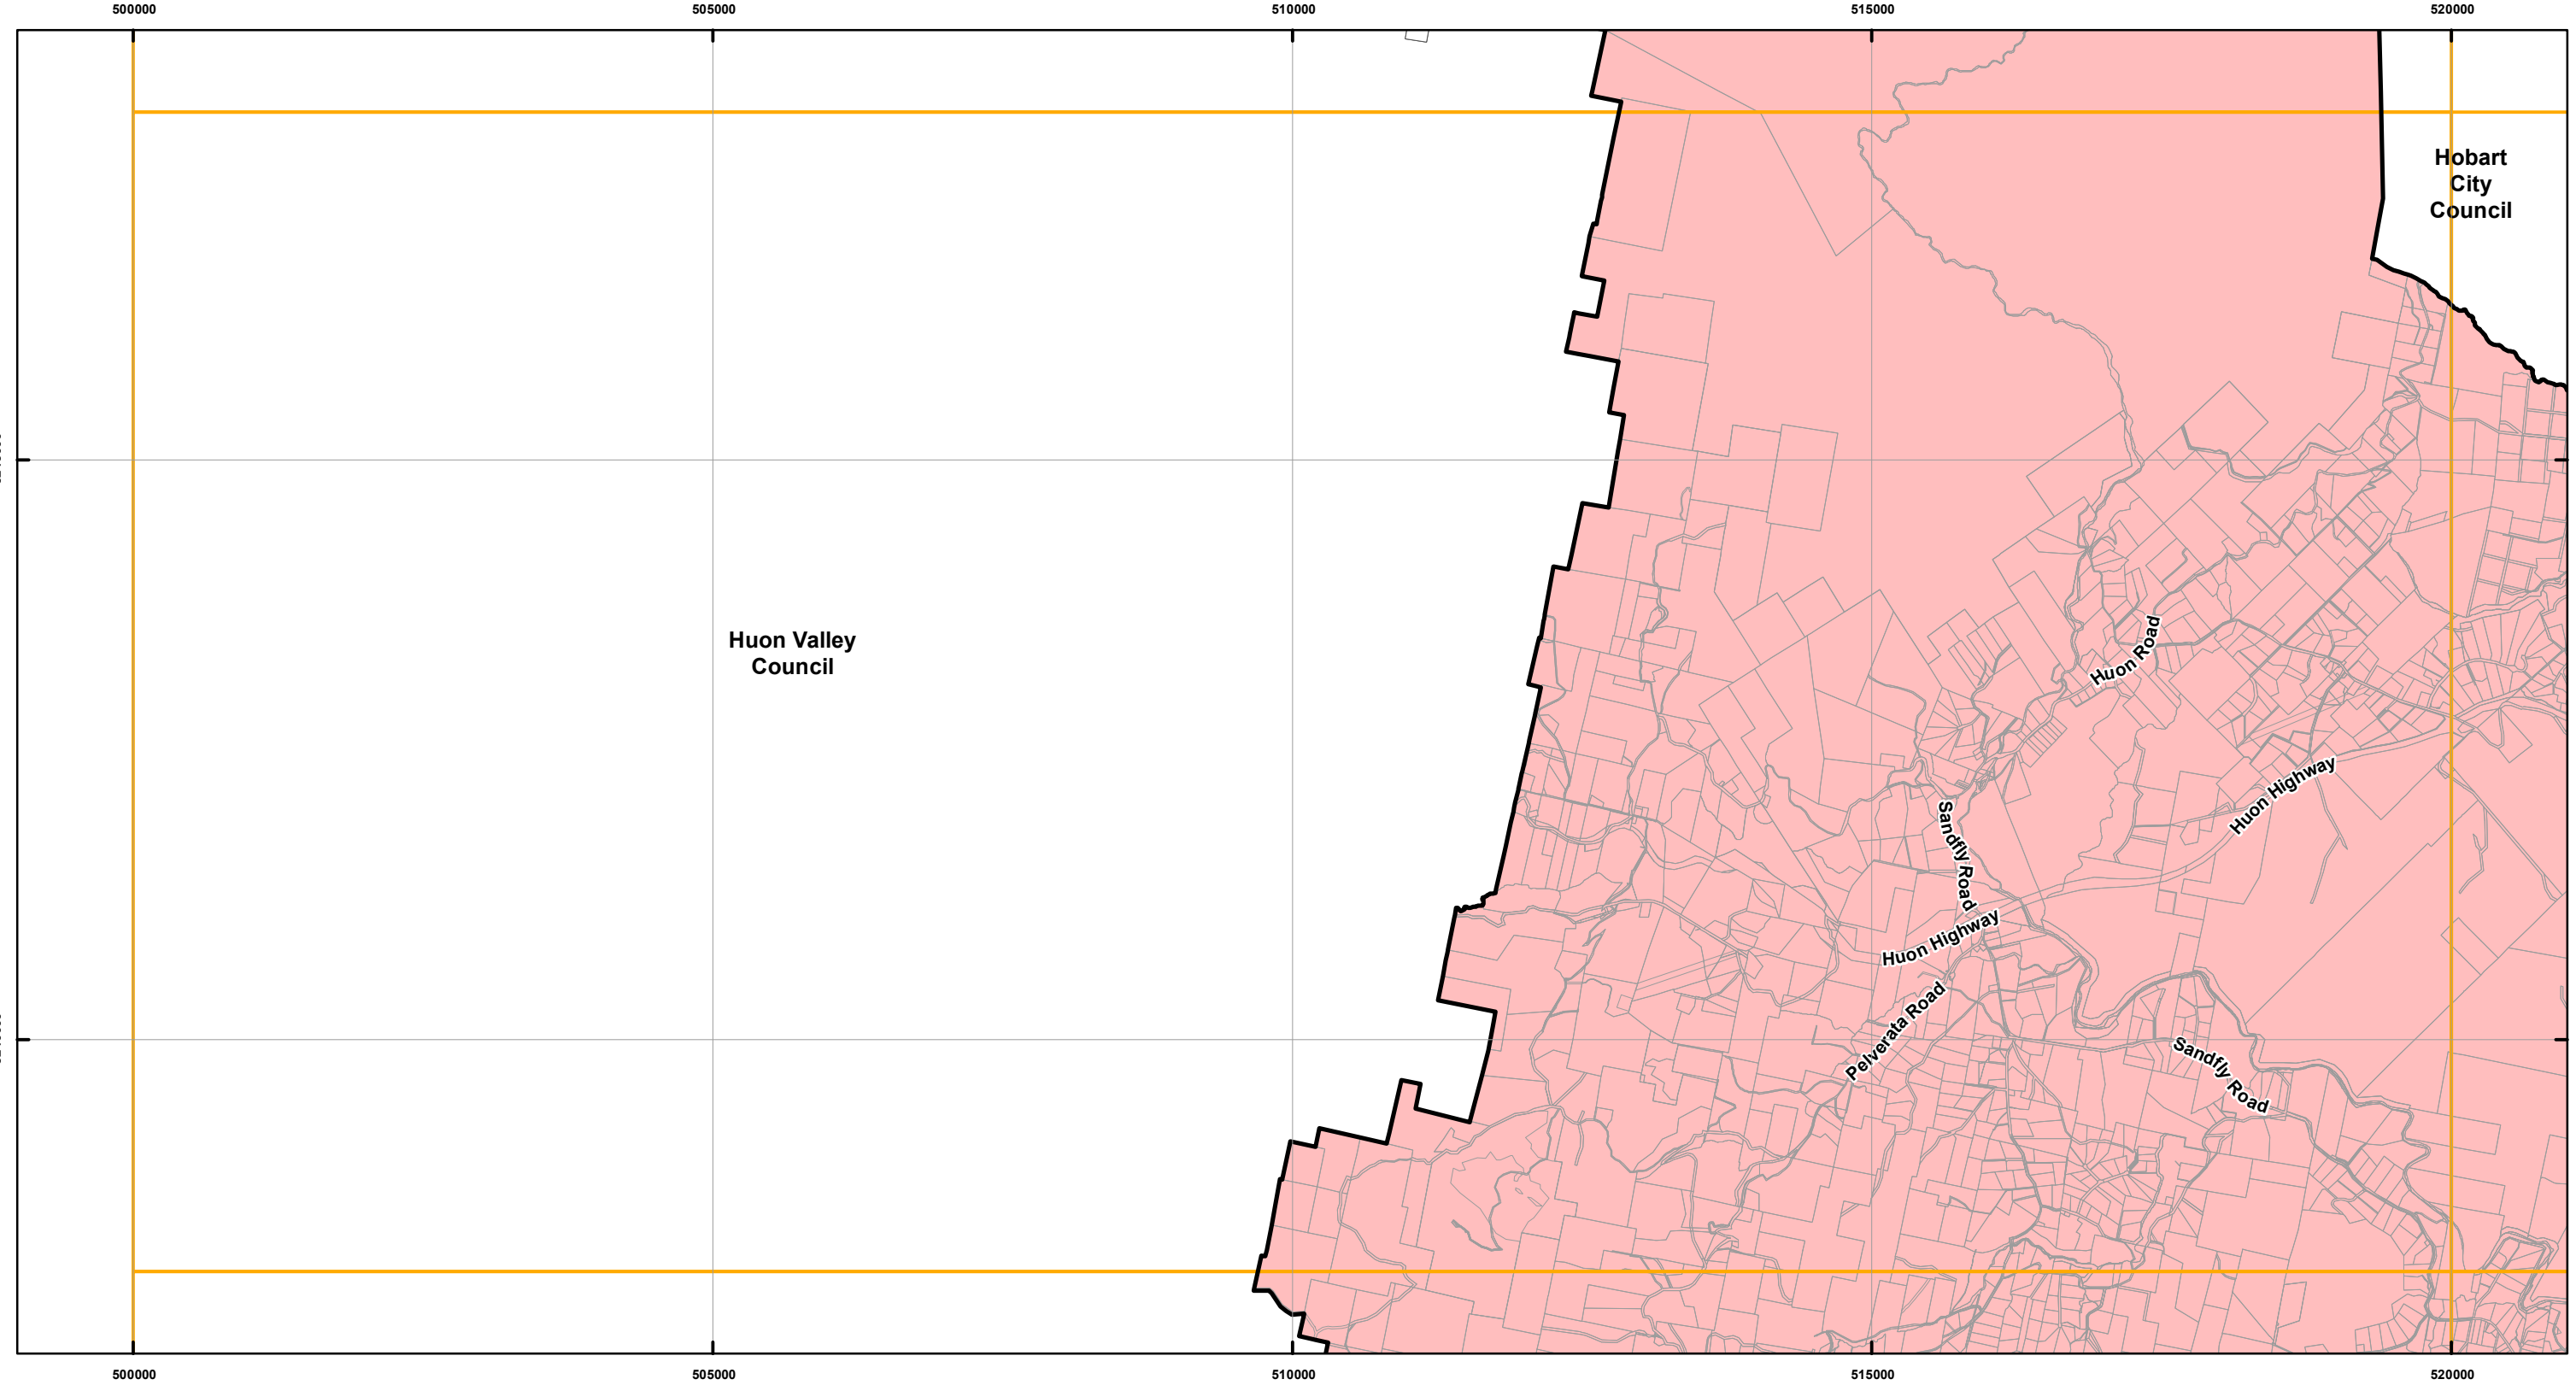 500000
505000
510000
515000
520000
Hobart
City
Council
Huon Valley
Council
Huon Road
Huon Highway
Sandfly Road
Huon Highway
Pelverata Road
Sandfly Road
500000
505000
510000
515000
520000